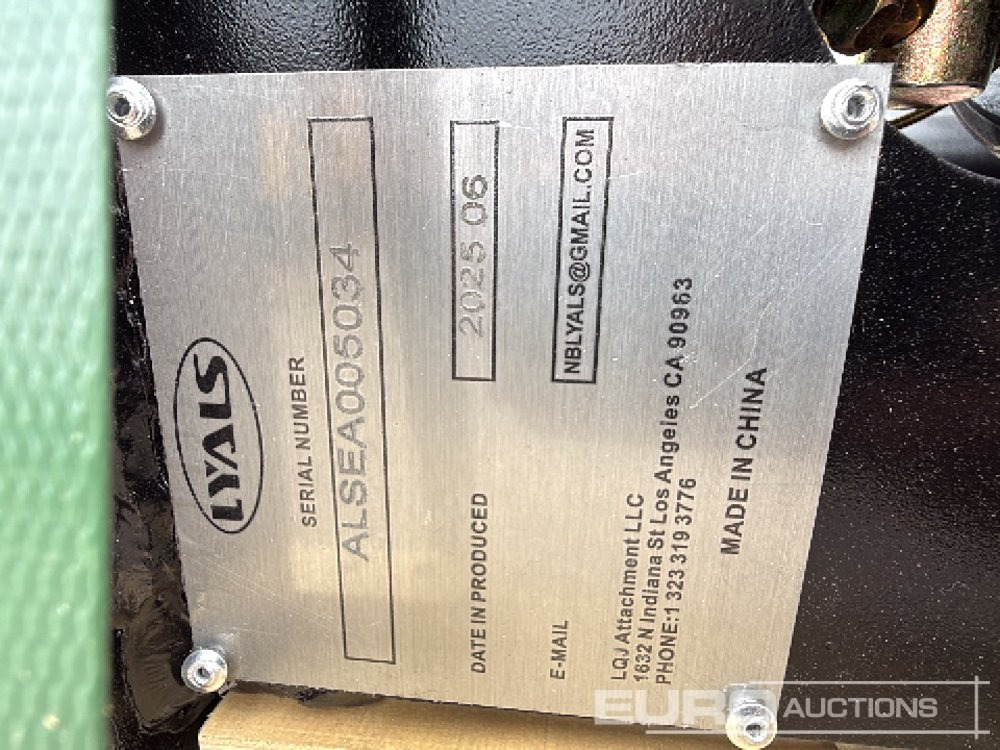 LYALS
SERIAL NUMBER
ALSEA005034
DATE IN PRODUCED
2025 06
E-MAIL
NBLYALS@GMAIL.COM
LQJ Attachment LLC
1632 N Indiana St Los Angeies CA 90963
PHONE:1 323 319 3776
MADE IN CHINA
EURO AUCTIONS